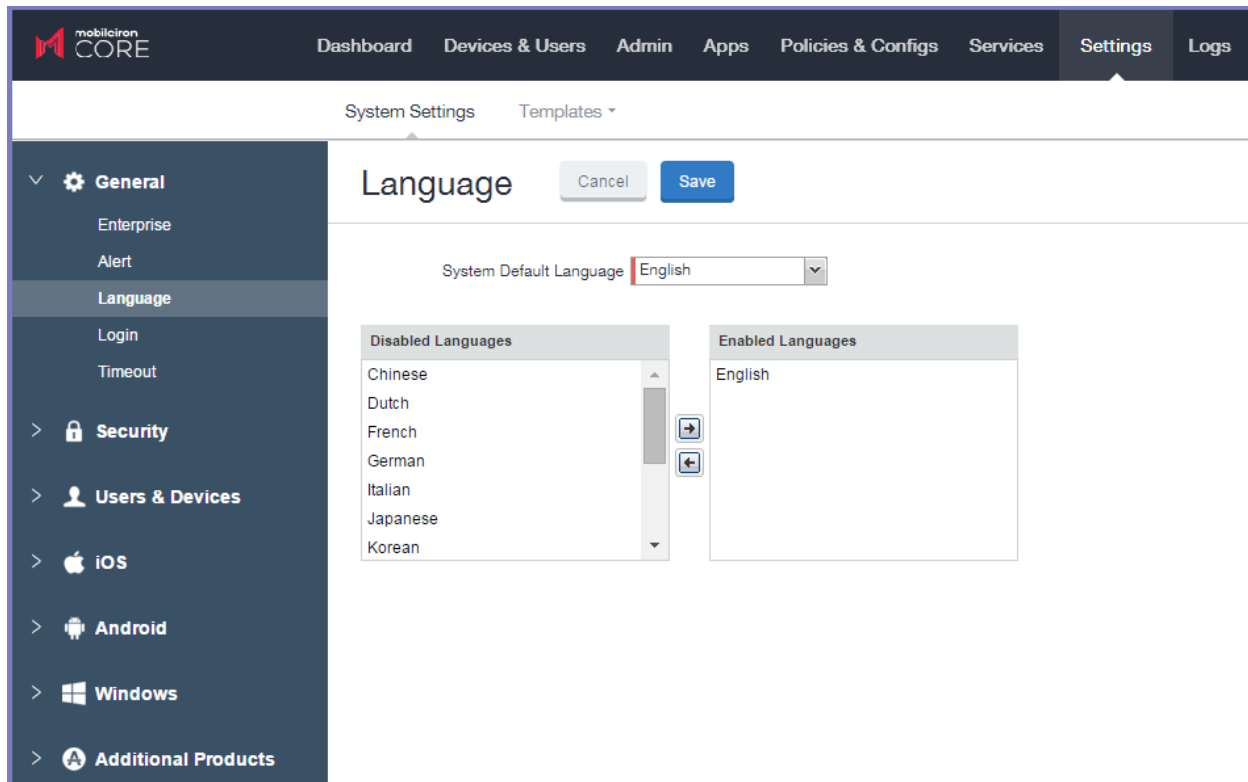 mobileiron
CORE
Dashboard Devices & Users Admin Apps Policies & Configs Services Settings Logs
System Settings Templates
General
Enterprise
Alert
Language
Login
Timeout
Security
Users & Devices
iOS
Android
Windows
Additional Products
Language Cancel Save
System Default Language English
Disabled Languages Enabled Languages
Chinese English
Dutch
French
German
Italian
Japanese
Korean